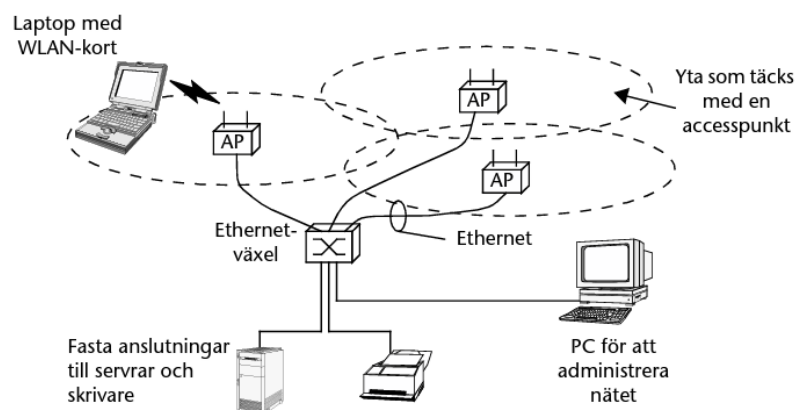 Laptop med
WLAN-kort
AP
AP
AP
Yta som täcks
med en
accesspunkt
Ethernet-
växel
Ethernet
Fasta anslutningar
till servrar och
skrivare
PC för att
administrera
nätet